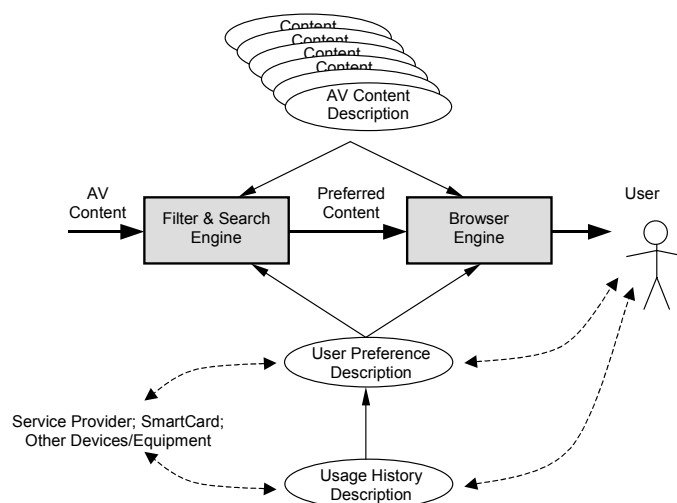 Content
Content
Content
Content
AV Content
Description
AV
Content
Filter & Search
Engine
Preferred
Content
Browser
Engine
User
User Preference
Description
Service Provider; SmartCard;
Other Devices/Equipment
Usage History
Description